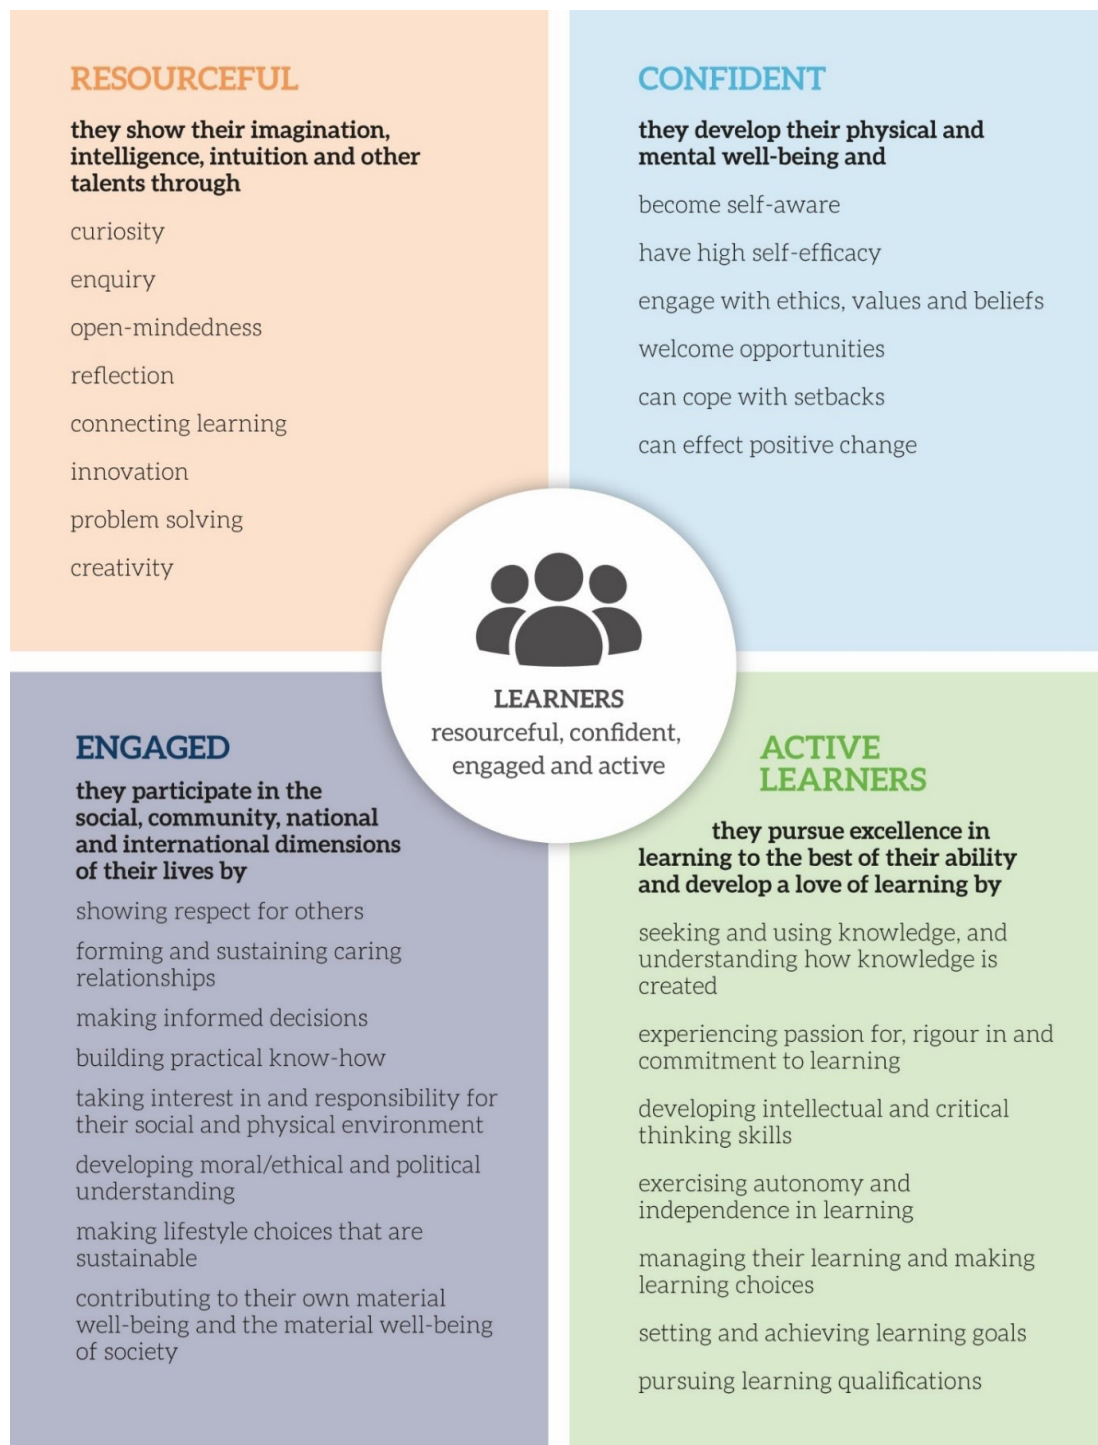 RESOURCEFUL
they show their imagination,
intelligence, intuition and other
talents through
curiosity
enquiry
open-mindedness
reflection
connecting learning
innovation
problem solving
creativity
CONFIDENT
they develop their physical and
mental well-being and
become self-aware
have high self-efficacy
engage with ethics, values and beliefs
welcome opportunities
can cope with setbacks
can effect positive change
LEARNERS
resourceful, confident,
engaged and active
ENGAGED
they participate in the
social, community, national
and international dimensions
of their lives by
showing respect for others
forming and sustaining caring
relationships
making informed decisions
building practical know-how
taking interest in and responsibility for
their social and physical environment
developing moral/ethical and political
understanding
making lifestyle choices that are
sustainable
contributing to their own material
well-being and the material well-being
of society
ACTIVE
LEARNERS
they pursue excellence in
learning to the best of their ability
and develop a love of learning by
seeking and using knowledge, and
understanding how knowledge is
created
experiencing passion for, rigour in and
commitment to learning
developing intellectual and critical
thinking skills
exercising autonomy and
independence in learning
managing their learning and making
learning choices
setting and achieving learning goals
pursuing learning qualifications